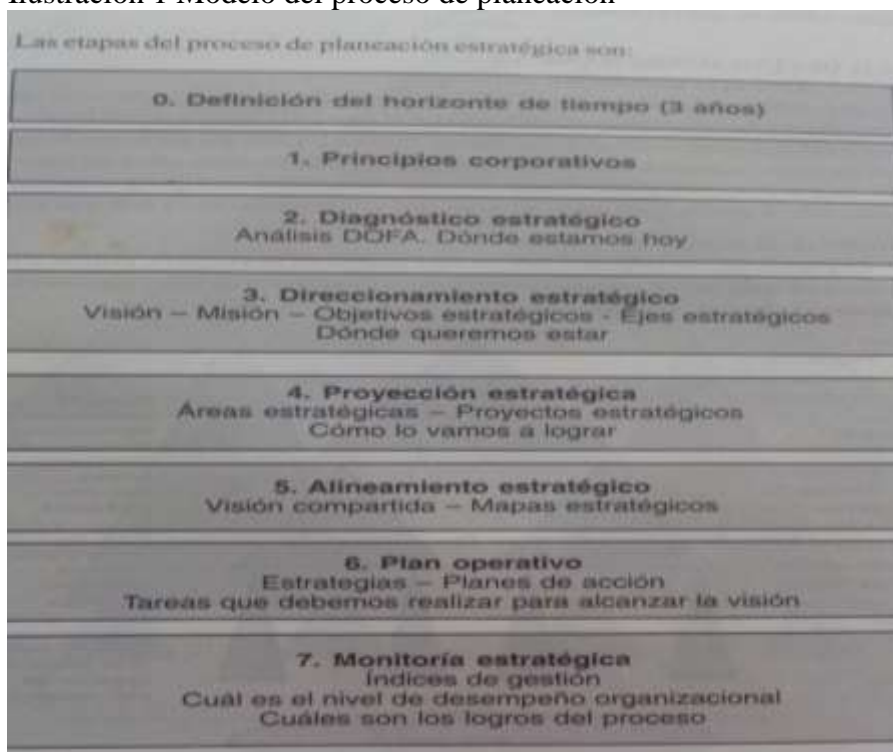 Ilustración 1 Modelo del proceso de planeación
Las etapas del proceso de planeación estratégica son:
0. Definición del horizonte de tiempo (3 años)
1. Principios corporativos
2. Diagnóstico estratégico
Análisis DOFA. Dónde estamos hoy
3. Direccionamiento estratégico
Visión – Misión – Objetivos estratégicos - Ejes estratégicos
Dónde queremos estar
4. Proyección estratégica
Áreas estratégicas – Proyectos estratégicos
Cómo lo vamos a lograr
5. Alineamiento estratégico
Visión compartida – Mapas estratégicos
6. Plan operativo
Estrategias – Planes de acción
Tareas que debemos realizar para alcanzar la visión
7. Monitoría estratégica
Índices de gestión
Cuál es el nivel de desempeño organizacional
Cuáles son los logros del proceso